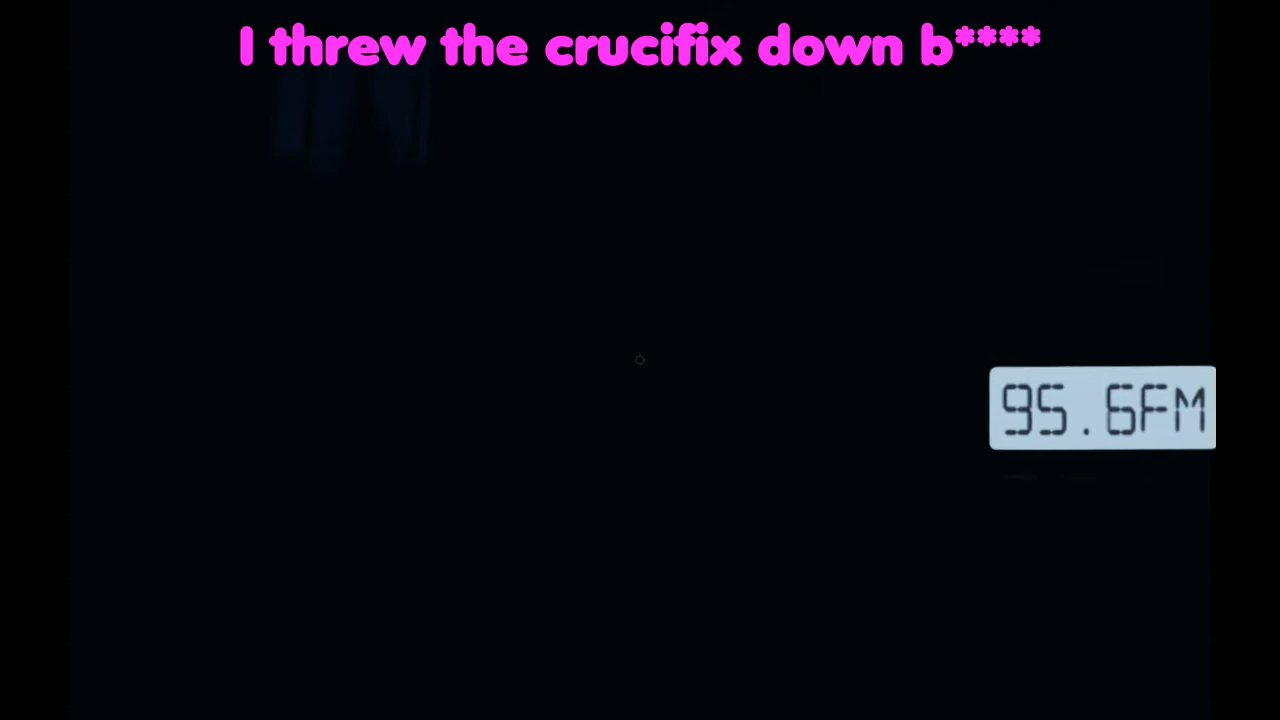 I threw the crucifix down b****
95.6FM